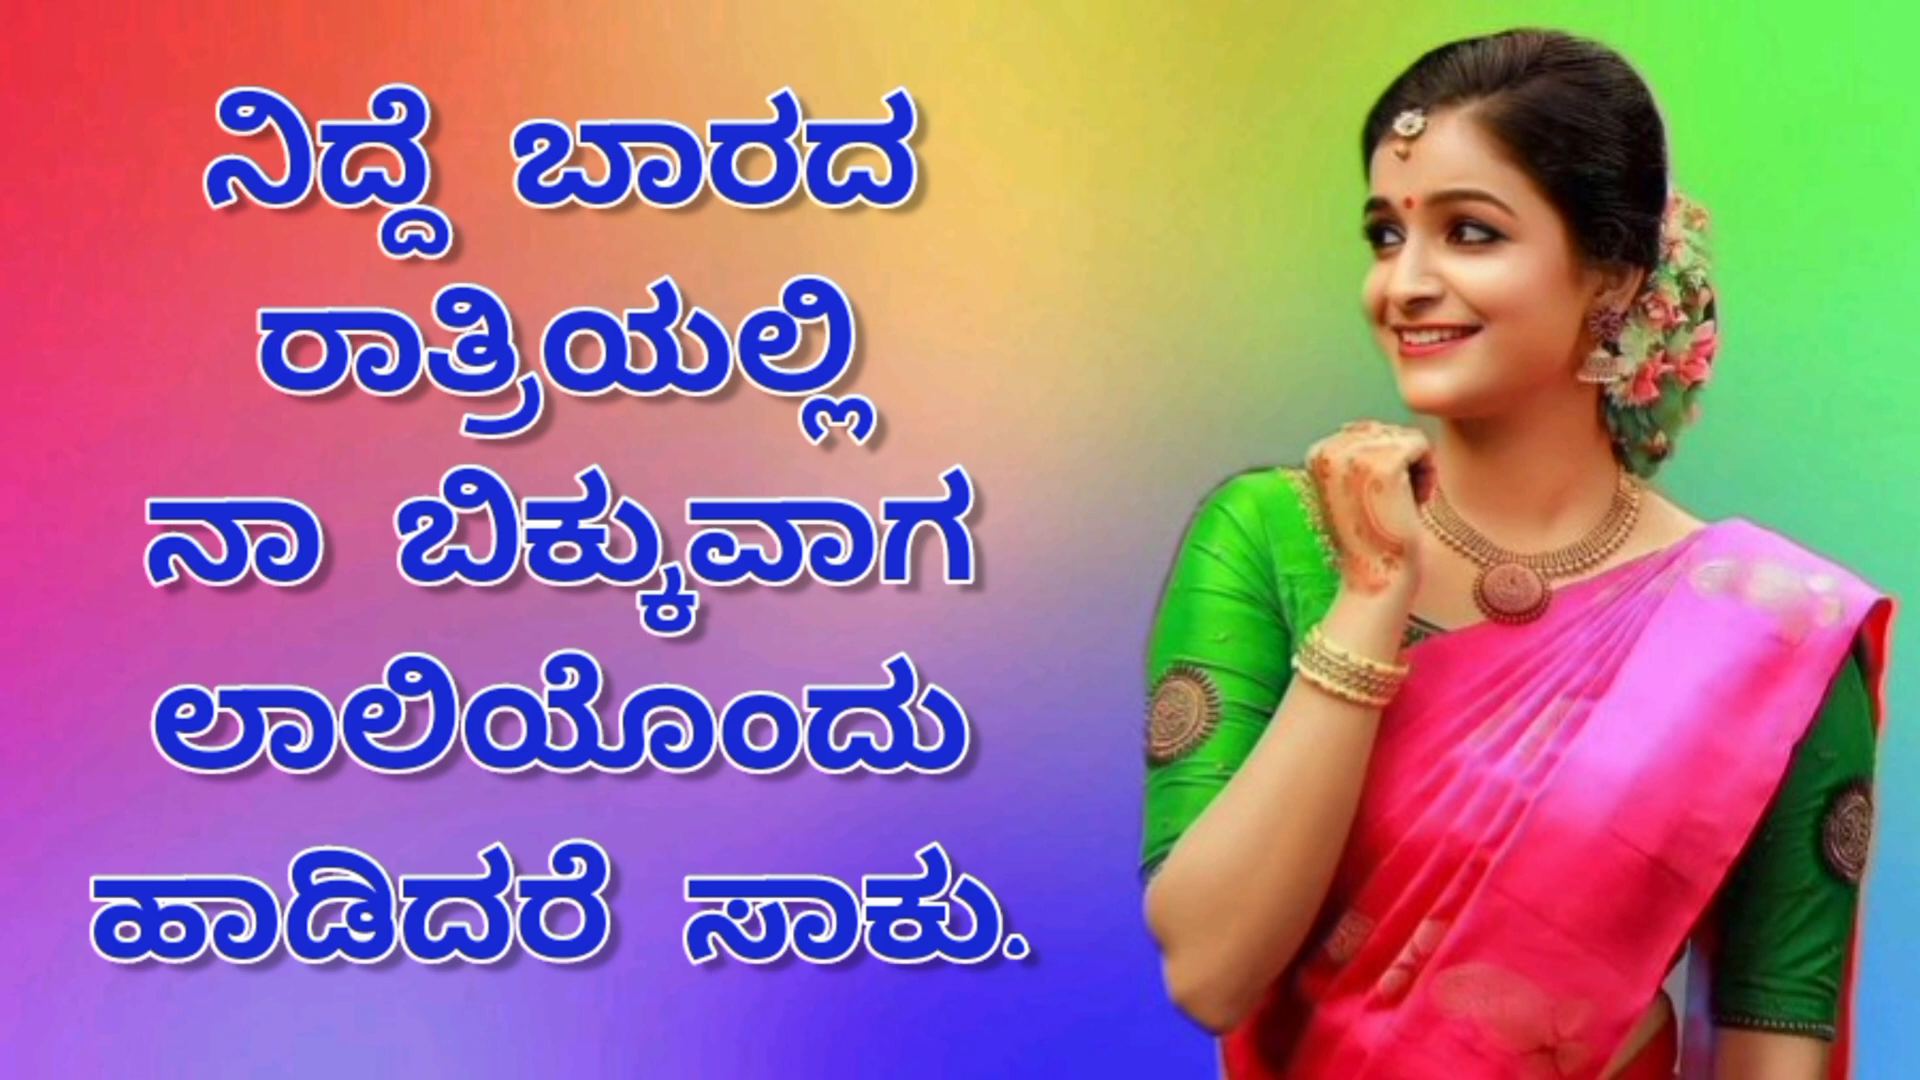 ನಿದ್ದೆ ಬಾರದ
ರಾತ್ರಿಯಲ್ಲಿ
ನಾ ಬಿಕ್ಕುವಾಗ
ಲಾಲಿಯೊಂದು
ಹಾಡಿದರೆ ಸಾಕು.